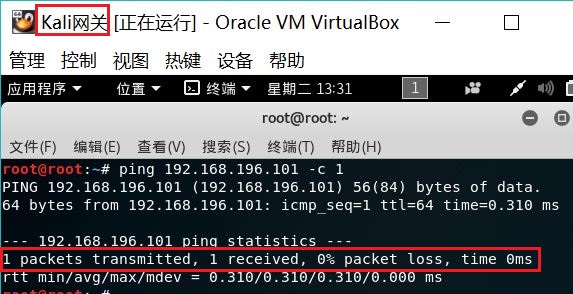 Kali网关 [正在运行] - Oracle VM VirtualBox
管理 控制 视图 热键 设备 帮助
应用程序 位置 终端 星期二 13:31 1
root@root: ~
文件(F) 编辑(E) 查看(V) 搜索(S) 终端(T) 帮助(H)
root@root:~# ping 192.168.196.101 -c 1
PING 192.168.196.101 (192.168.196.101) 56(84) bytes of data.
64 bytes from 192.168.196.101: icmp_seq=1 ttl=64 time=0.310 ms
--- 192.168.196.101 ping statistics ---
1 packets transmitted, 1 received, 0% packet loss, time 0ms
rtt min/avg/max/mdev = 0.310/0.310/0.310/0.000 ms